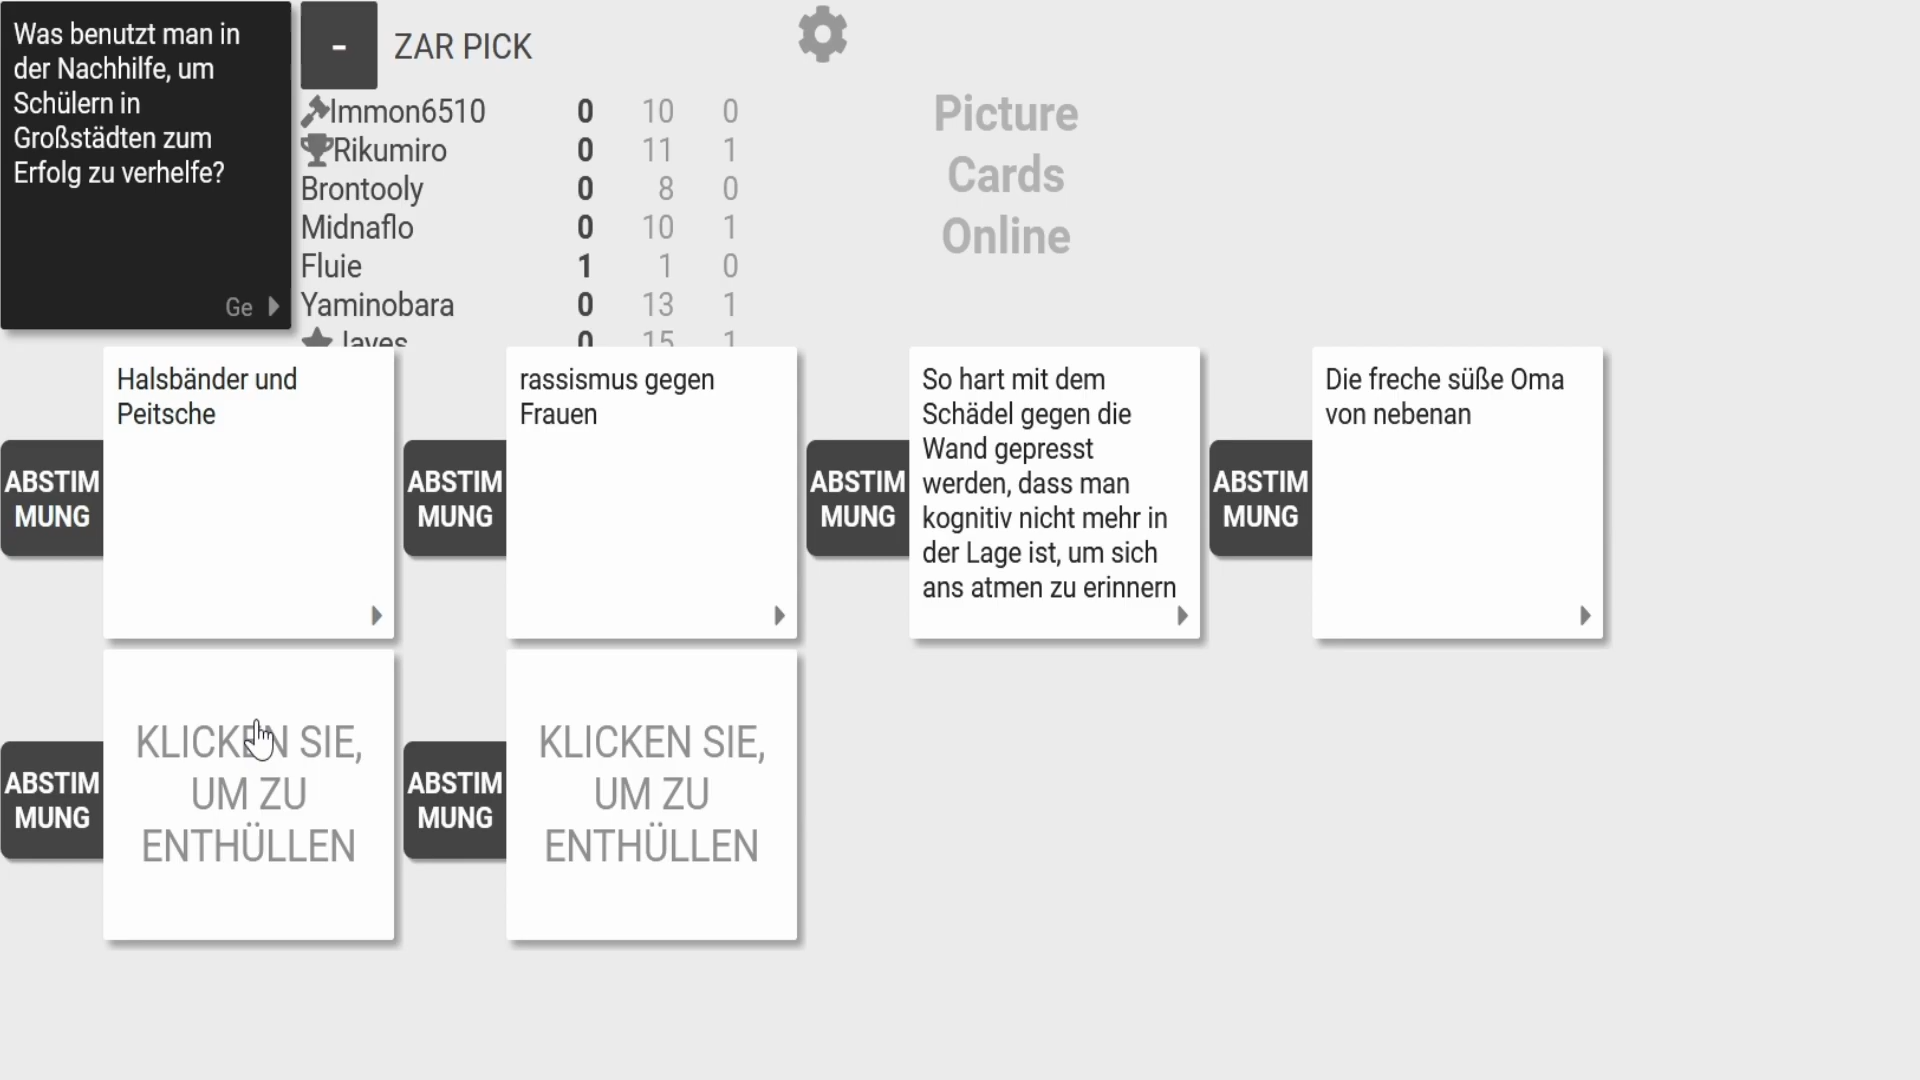 Was benutzt man in
der Nachhilfe, um
Schülern in
Großstädten zum
Erfolg zu verhelfe?
Ge
-
ZAR PICK
Immon6510 0 10 0
Rikumiro 0 11 1
Brontooly 0 8 0
Midnaflo 0 10 1
Fluie 1 1 0
Yaminobara 0 13 1
Jayes 0 15 1
Picture
Cards
Online
ABSTIM
MUNG
Halsbänder und
Peitsche
ABSTIM
MUNG
rassismus gegen
Frauen
ABSTIM
MUNG
So hart mit dem
Schädel gegen die
Wand gepresst
werden, dass man
kognitiv nicht mehr in
der Lage ist, um sich
ans atmen zu erinnern
ABSTIM
MUNG
Die freche süße Oma
von nebenan
ABSTIM
MUNG
KLICKEN SIE,
UM ZU
ENTHÜLLEN
ABSTIM
MUNG
KLICKEN SIE,
UM ZU
ENTHÜLLEN